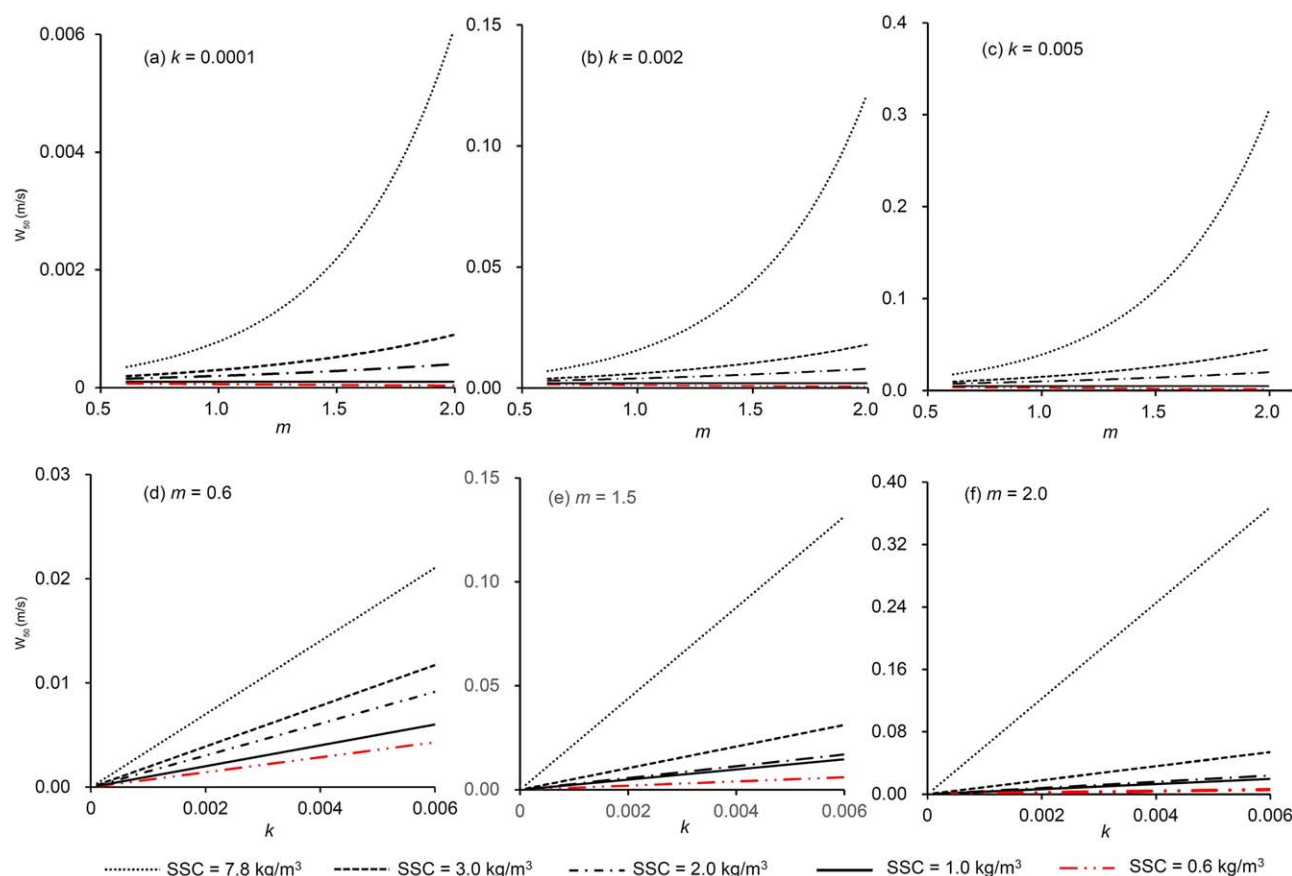 0.006
0.004
0.002
0
W₅₀ (m/s)
(a) k = 0.0001
0.5
1.0
1.5
2.0
m
0.15
0.10
0.05
0.00
(b) k = 0.002
0.5
1.0
1.5
2.0
m
0.4
0.3
0.2
0.1
0.0
(c) k = 0.005
0.5
1.0
1.5
2.0
m
0.03
0.02
0.01
0.00
W₅₀ (m/s)
(d) m = 0.6
0
0.002
0.004
0.006
k
0.15
0.10
0.05
0.00
(e) m = 1.5
0
0.002
0.004
0.006
k
0.40
0.32
0.24
0.16
0.08
0.00
(f) m = 2.0
0
0.002
0.004
0.006
k
SSC = 7.8 kg/m³
SSC = 3.0 kg/m³
SSC = 2.0 kg/m³
SSC = 1.0 kg/m³
SSC = 0.6 kg/m³